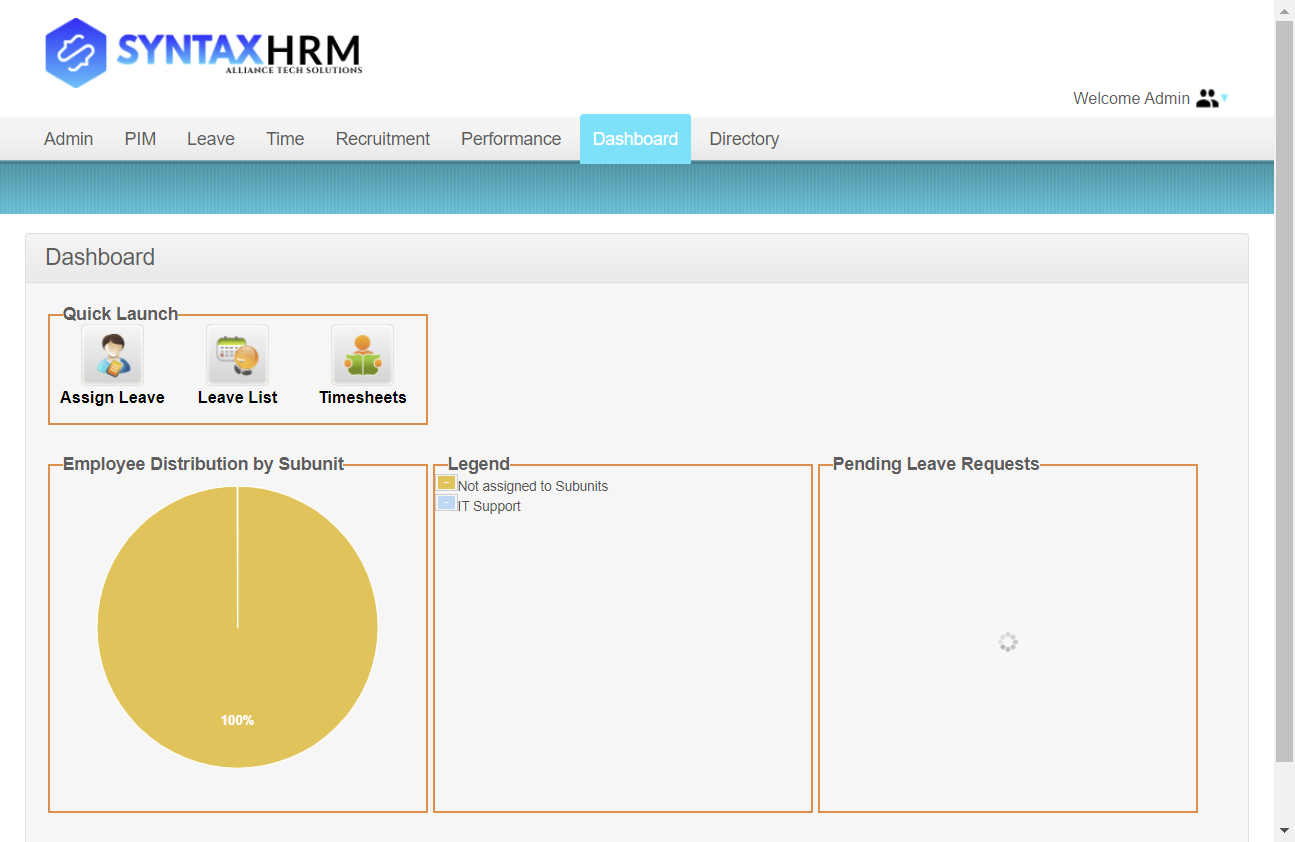 SYNTAXHRM
ALLIANCE TECH SOLUTIONS
Welcome Admin
Admin PIM Leave Time Recruitment Performance Dashboard Directory
Dashboard
Quick Launch
Assign Leave Leave List Timesheets
Employee Distribution by Subunit
100%
Legend
Not assigned to Subunits
IT Support
Pending Leave Requests